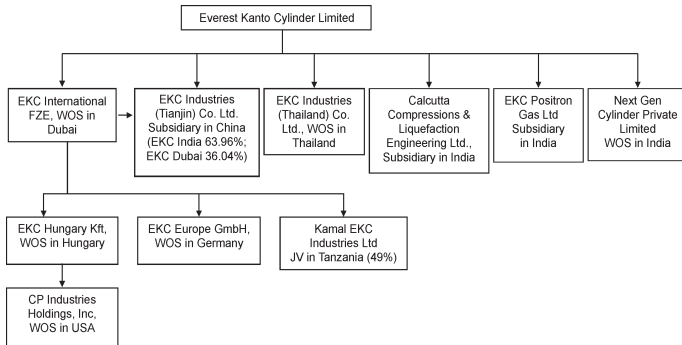 Everest Kanto Cylinder Limited
EKC International
FZE, WOS in
Dubai
EKC Industries
(Tianjin) Co. Ltd.
Subsidiary in China
(EKC India 63.96%;
EKC Dubai 36.04%)
EKC Industries
(Thailand) Co.
Ltd., WOS in
Thailand
Calcutta
Compressions &
Liquefaction
Engineering Ltd.,
Subsidiary in India
EKC Positron
Gas Ltd
Subsidiary
in India
Next Gen
Cylinder Private
Limited
WOS in India
EKC Hungary Kft,
WOS in Hungary
EKC Europe GmbH,
WOS in Germany
Kamal EKC
Industries Ltd
JV in Tanzania (49%)
CP Industries
Holdings, Inc,
WOS in USA